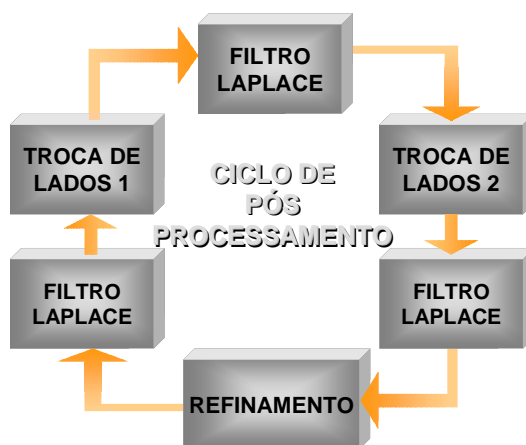 FILTRO
LAPLACE
TROCA DE
LADOS 1
TROCA DE
LADOS 2
CICLO DE
PÓS
PROCESSAMENTO
FILTRO
LAPLACE
FILTRO
LAPLACE
REFINAMENTO